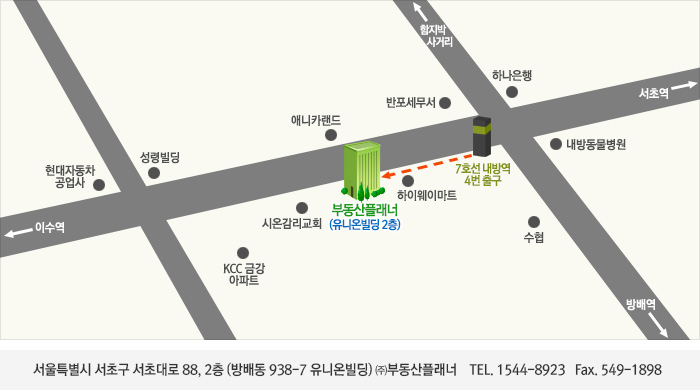 함지박
사거리
하나은행
서초역
반포세무서
애니카랜드
내방동물병원
성령빌딩
현대자동차
공업사
7호선 내방역
4번 출구
하이웨이마트
부동산플래너
(유니온빌딩 2층)
시온감리교회
이수역
수협
KCC 금강
아파트
방배역
서울특별시 서초구 서초대로 88, 2층 (방배동 938-7 유니온빌딩) ㈜부동산플래너 TEL. 1544-8923 Fax. 549-1898